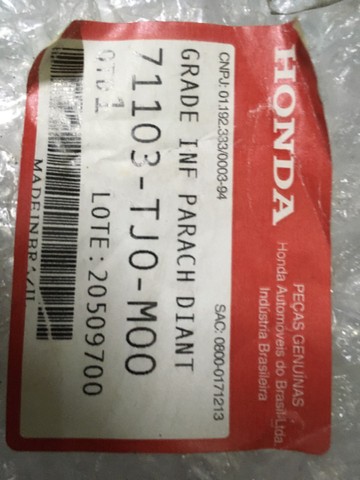 HONDA
PEÇAS GENUÍNAS
Honda Automóveis do Brasil Ltda.
Indústria Brasileira
CNPJ: 01.192.333/0003-94
SAC: 0800-0171213
GRADE INF PARACH DIANT
71103-TJ0-M00
QTD 1
LOTE: 20509700
MADE IN BRAZIL